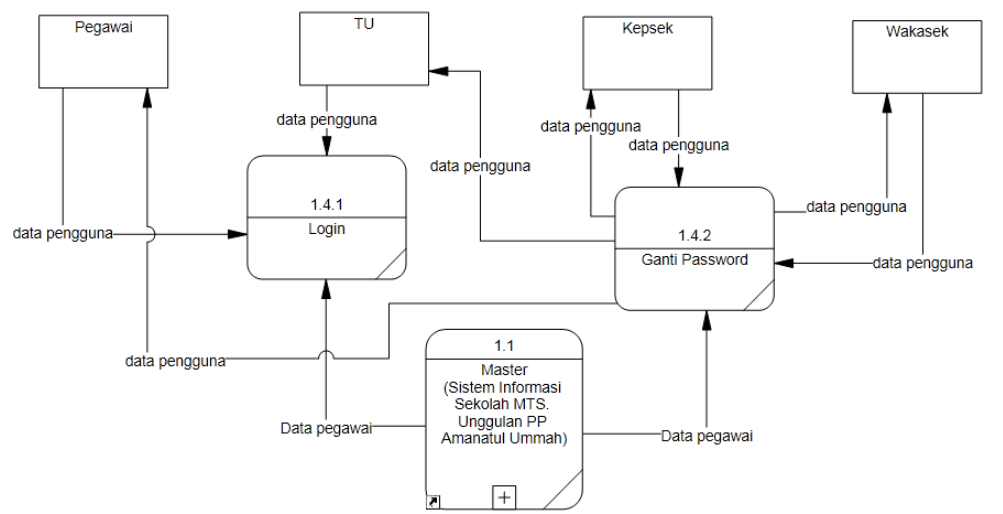 Pegawai
TU
Kepsek
Wakasek
data pengguna
data pengguna
data pengguna
data pengguna
1.4.1
Login
data pengguna
data pengguna
1.4.2
Ganti Password
data pengguna
data pengguna
1.1
Master
(Sistem Informasi
Sekolah MTS.
Unggulan PP
Amanatul Ummah)
Data pegawai
Data pegawai